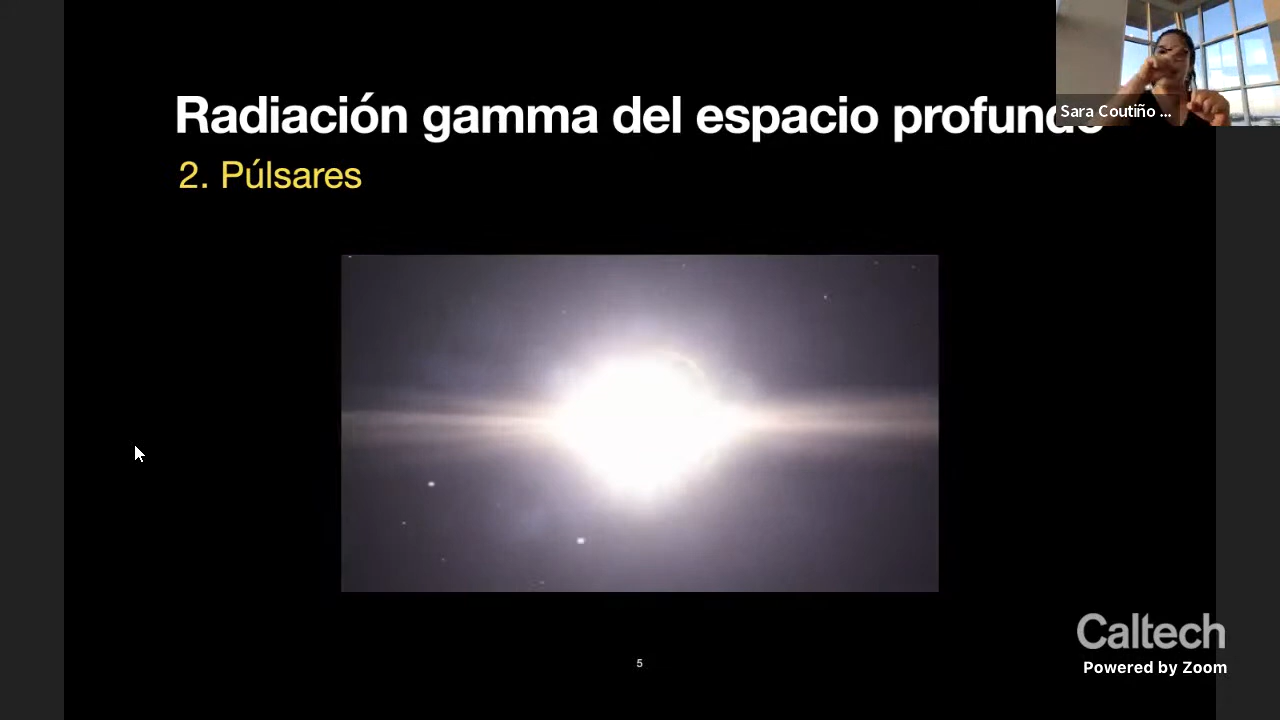 Radiación gamma del espacio profundo
Sara Coutiño ...
2. Púlsares
5
Caltech
Powered by Zoom